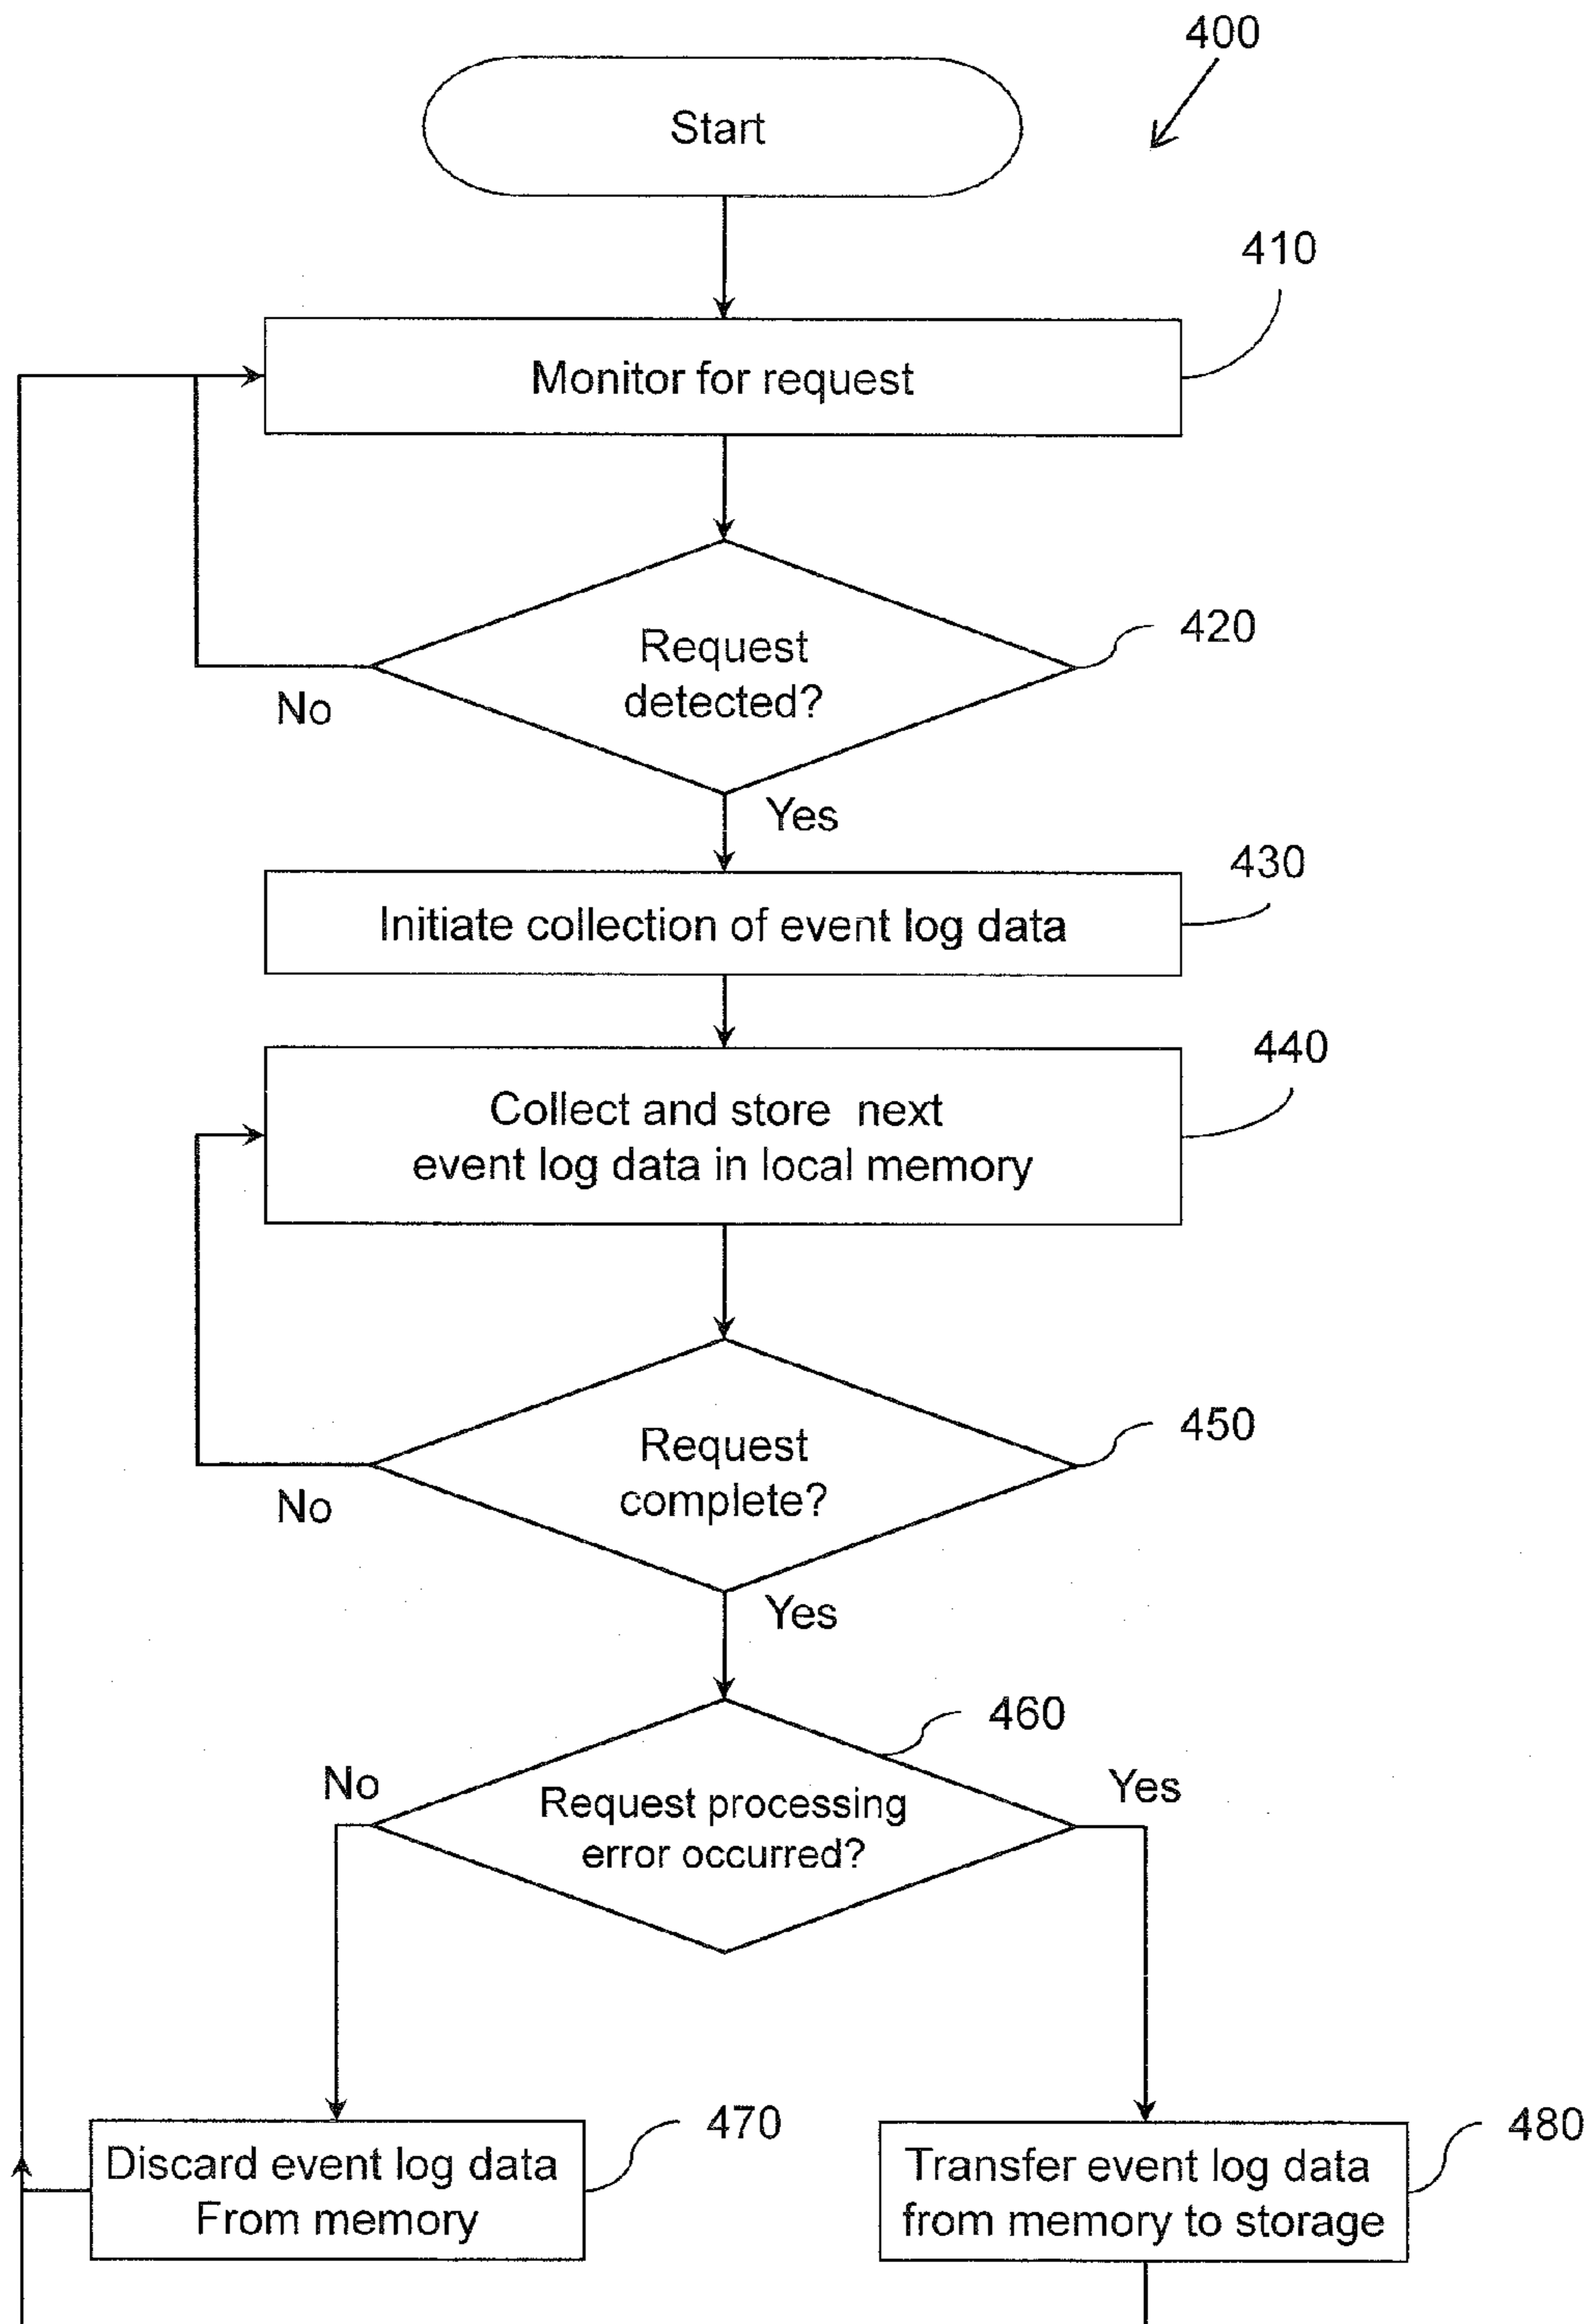 400
Start
410
Monitor for request
420
Request
detected?
No
Yes
430
Initiate collection of event log data
440
Collect and store next
event log data in local memory
450
Request
complete?
No
Yes
460
No
Yes
Request processing
error occurred?
470
480
Discard event log data
From memory
Transfer event log data
from memory to storage